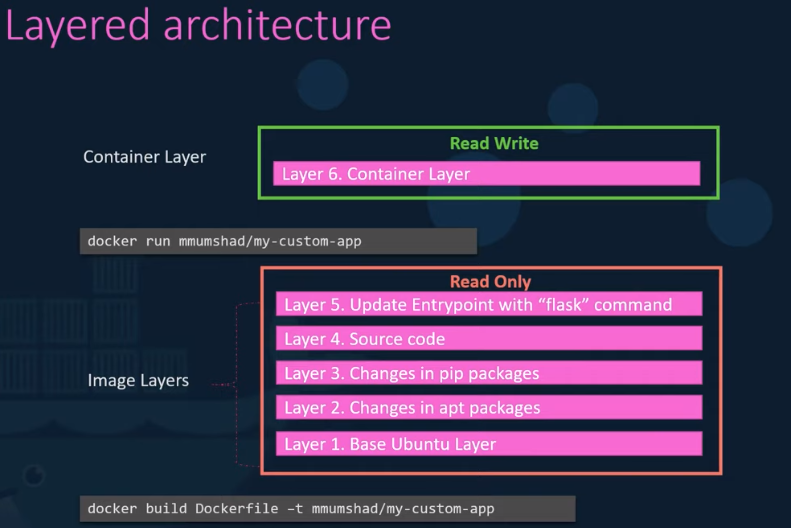 Layered architecture
Read Write
Container Layer
Layer 6. Container Layer
docker run mmumshad/my-custom-app
Read Only
Layer 5. Update Entrypoint with “flask” command
Layer 4. Source code
Layer 3. Changes in pip packages
Image Layers
Layer 2. Changes in apt packages
Layer 1. Base Ubuntu Layer
docker build Dockerfile –t mmumshad/my-custom-app